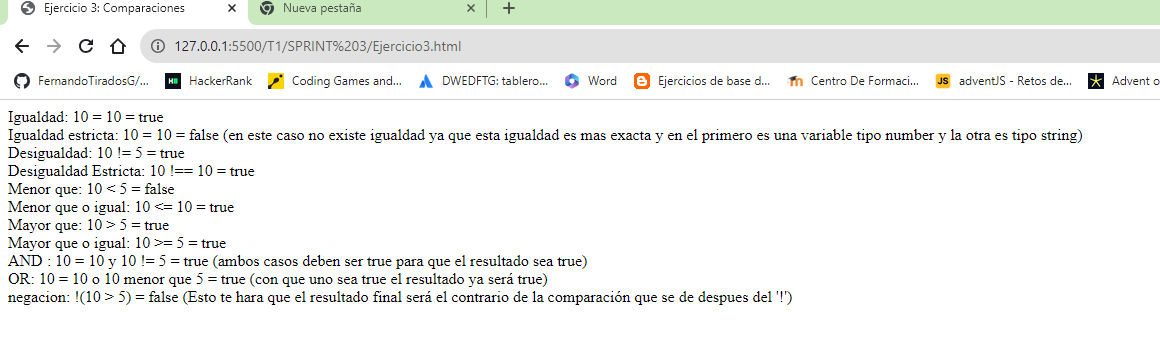 Ejercicio 3: Comparaciones
Nueva pestaña
127.0.0.1:5500/T1/SPRINT%203/Ejercicio3.html
FernandoTiradosG/...
HackerRank
Coding Games and...
DWEDFTG: tablero...
Word
Ejercicios de base d...
Centro De Formaci...
JS
adventJS - Retos de...
Advent o
Igualdad: 10 = 10 = true
Igualdad estricta: 10 = 10 = false (en este caso no existe igualdad ya que esta igualdad es mas exacta y en el primero es una variable tipo number y la otra es tipo string)
Desigualdad: 10 != 5 = true
Desigualdad Estricta: 10 !== 10 = true
Menor que: 10 < 5 = false
Menor que o igual: 10 <= 10 = true
Mayor que: 10 > 5 = true
Mayor que o igual: 10 >= 5 = true
AND : 10 = 10 y 10 != 5 = true (ambos casos deben ser true para que el resultado sea true)
OR: 10 = 10 o 10 menor que 5 = true (con que uno sea true el resultado ya será true)
negacion: !(10 > 5) = false (Esto te hara que el resultado final será el contrario de la comparación que se de despues del '!')